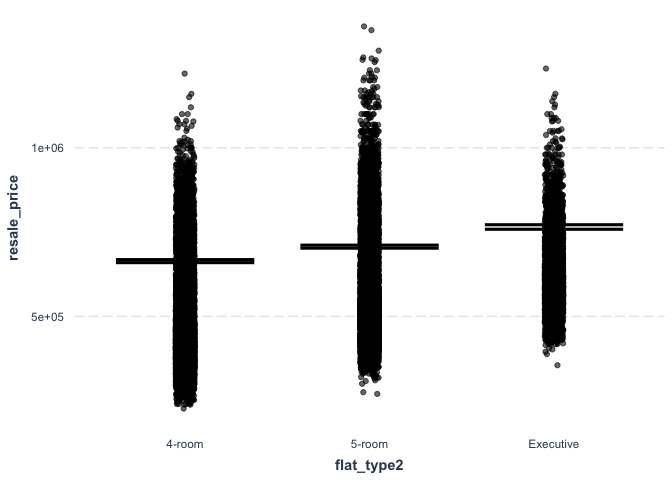 resale_price
1e+06
5e+05
4-room
5-room
Executive
flat_type2